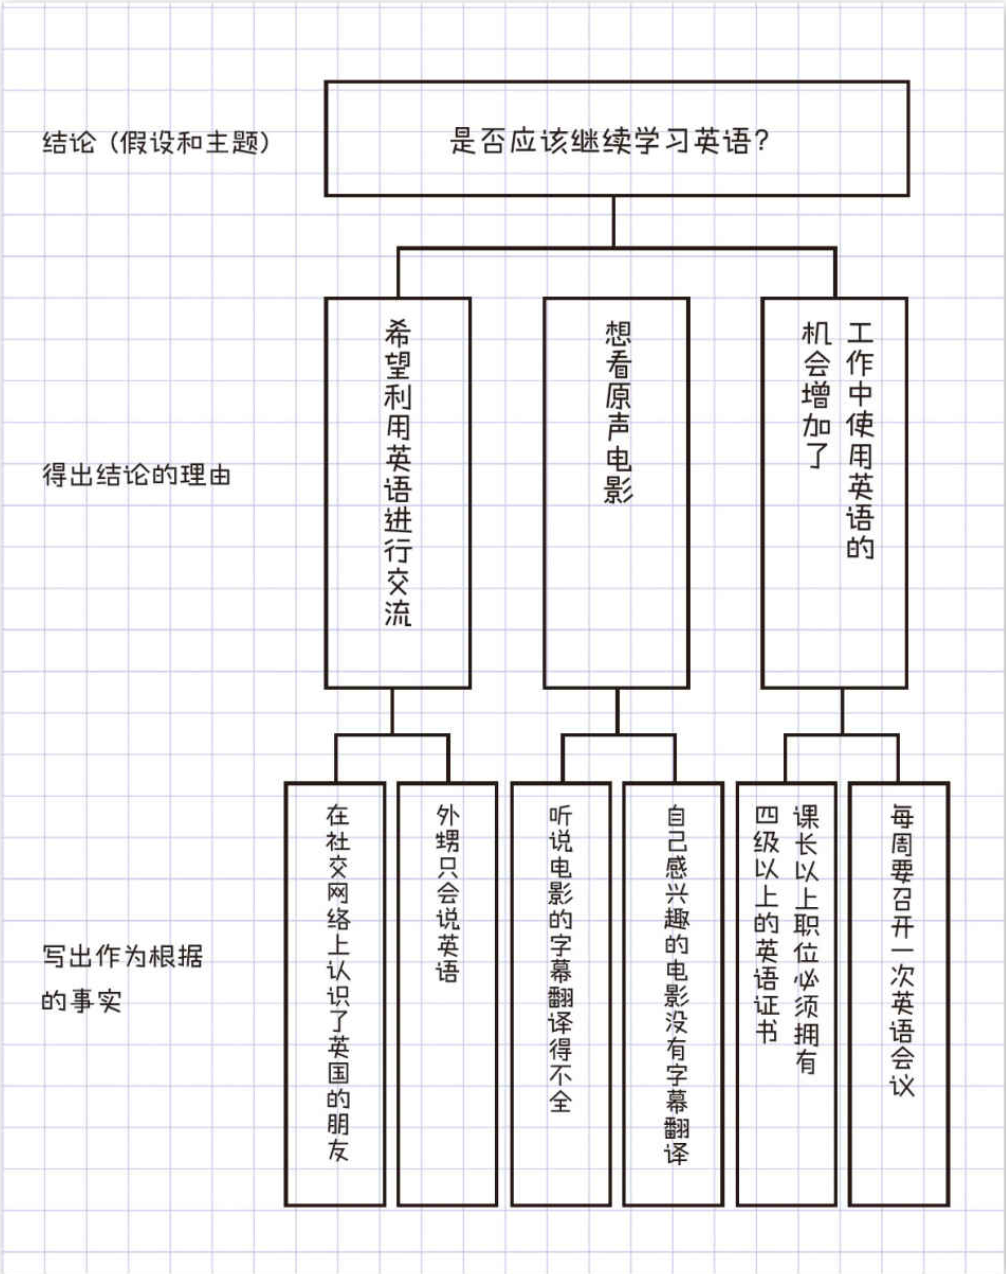 结论（假设和主题）
是否应该继续学习英语？
得出结论的理由
希望利用英语进行交流
想看原声电影
工作中使用英语的
机会增加了
写出作为根据
的事实
在社交网络上认识了英国的朋友
外甥只会说英语
听说电影的字幕翻译得不全
自己感兴趣的电影没有字幕翻译
课长以上职位必须拥有
四级以上的英语证书
每周要召开一次英语会议